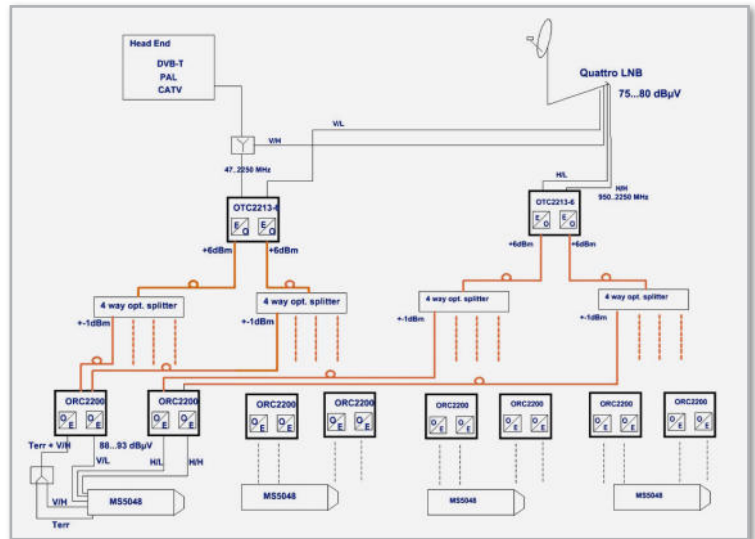 Head End
DVB-T
PAL
CATV
Quattro LNB
75...80 dBµV
V/L
V/H
47..2250 MHz
H/L
H/H
950..2250 MHz
OTC2213-6
E/O E/O
OTC2213-6
E/O E/O
+6dBm +6dBm
+6dBm +6dBm
4 way opt. splitter
4 way opt. splitter
4 way opt. splitter
4 way opt. splitter
+-1dBm
+-1dBm
+-1dBm
+-1dBm
ORC2200
O/E O/E
ORC2200
O/E O/E
ORC2200
O/E O/E
ORC2200
O/E O/E
ORC2200
O/E O/E
ORC2200
O/E O/E
ORC2200
O/E O/E
ORC2200
O/E O/E
Terr + V/H
88...93 dBµV
V/L
H/L
H/H
V/H
Terr
MS5048
MS5048
MS5048
MS5048